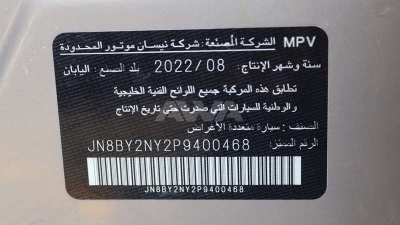 الشركة المصنعة : شركة نيسان موتور المحدودة MPV
سنة وشهر الإنتاج: 2022/08 بلد الصنع: اليابان
تطابق هذه المركبة جميع اللوائح الفنية الخليجية
والوطنية للسيارات التي صدرت حتى تاريخ الإنتاج
الصنف : سيارة متعددة الأغراض
الرقم المميز: JN8BY2NY2P9400468
JN8BY2NY2P9400468